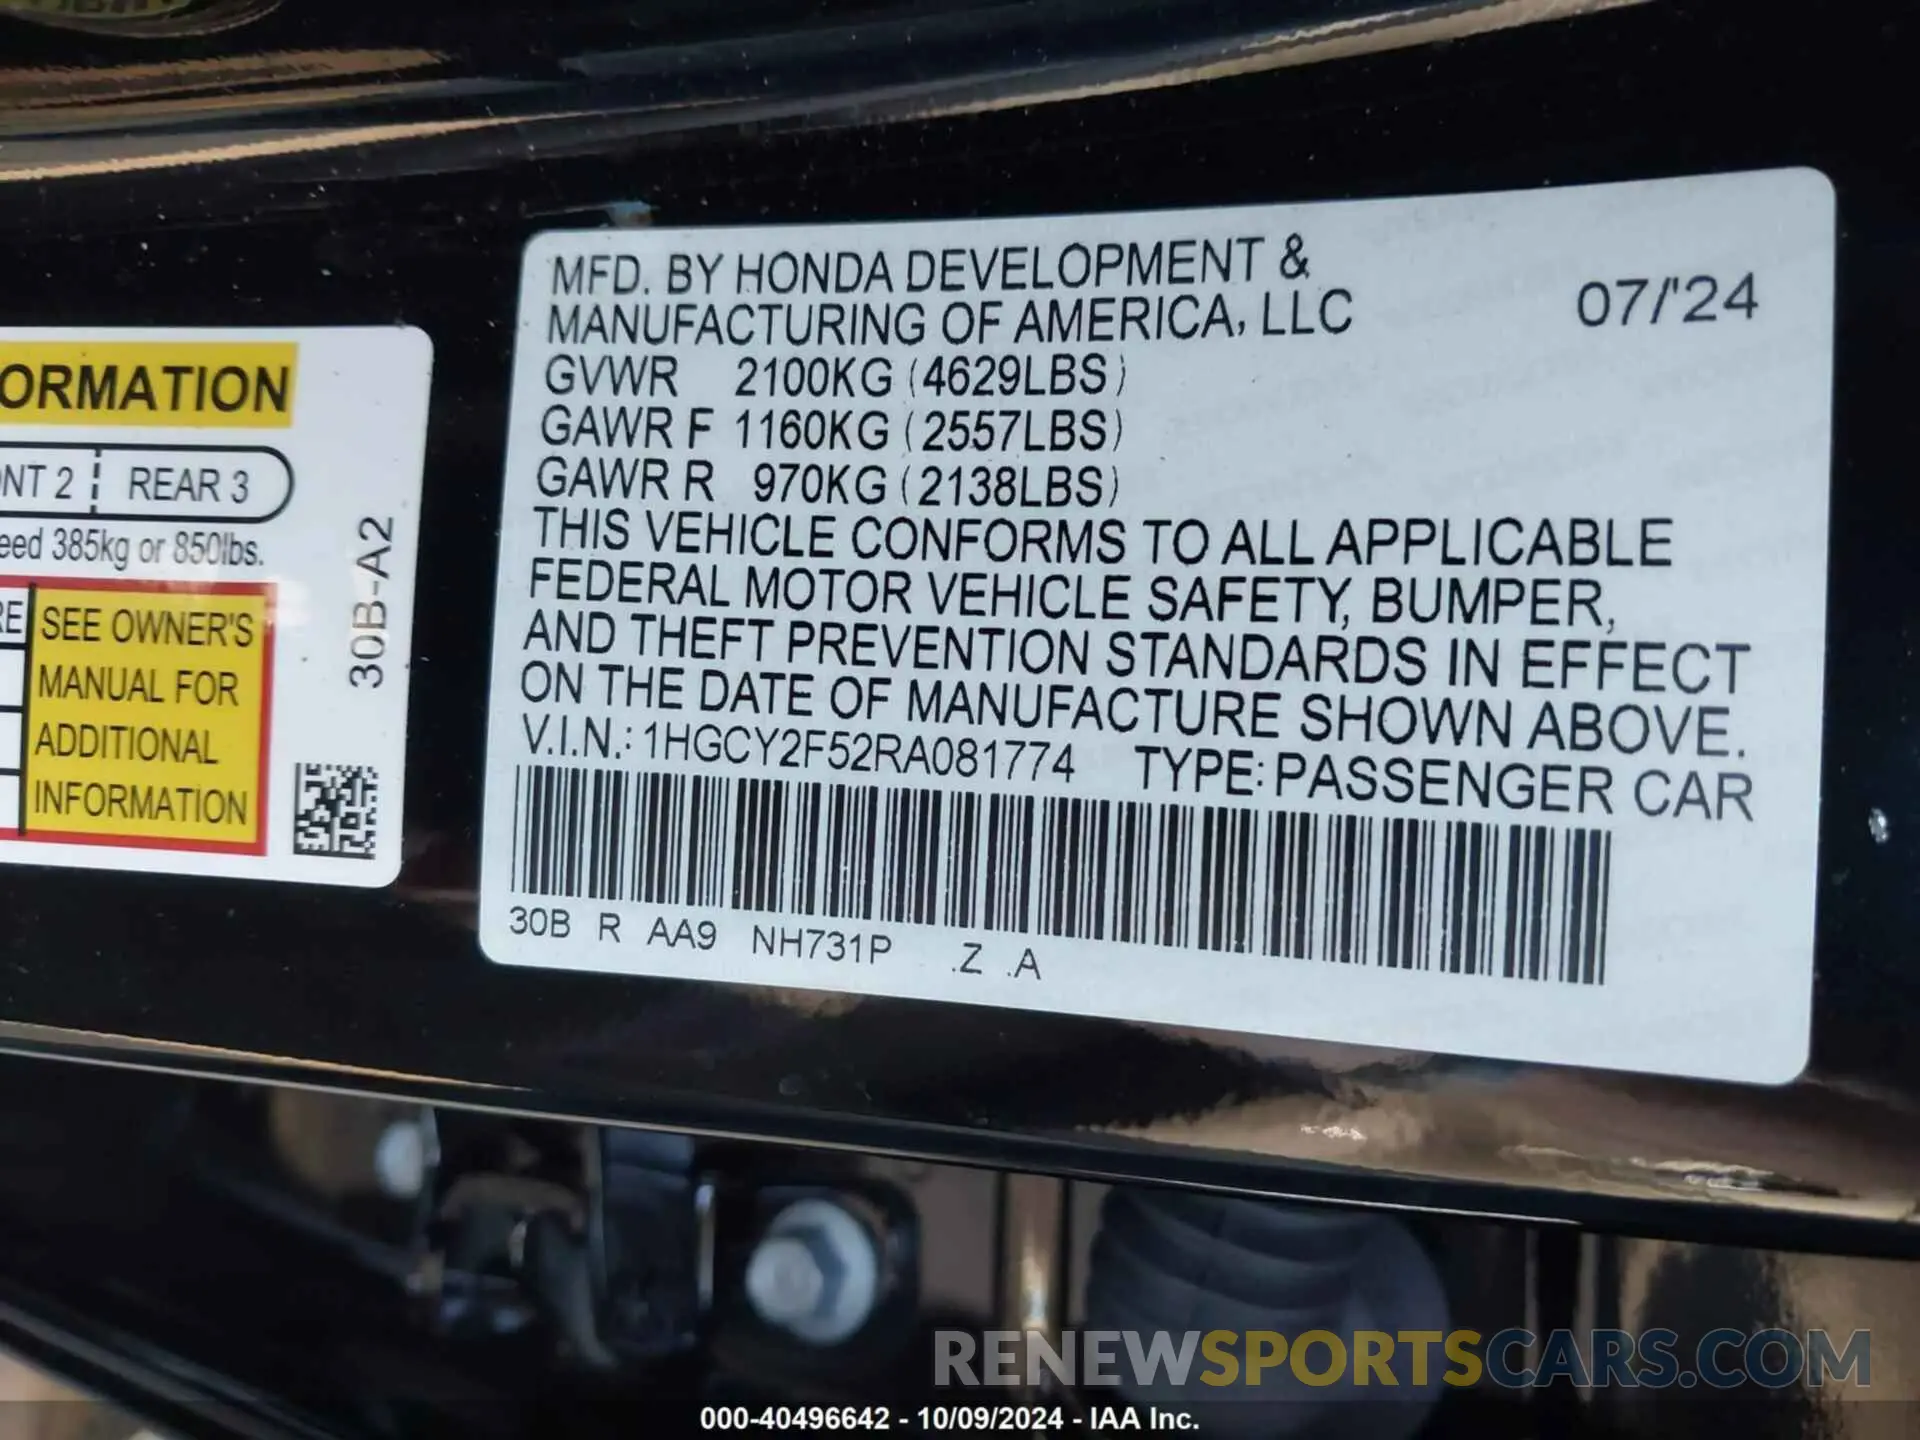 ORMATION
NT 2 REAR 3
eed 385kg or 850lbs.
RE
SEE OWNER'S
MANUAL FOR
ADDITIONAL
INFORMATION
30B-A2
MFD. BY HONDA DEVELOPMENT &
MANUFACTURING OF AMERICA, LLC 07/'24
GVWR 2100KG (4629LBS)
GAWR F 1160KG (2557LBS)
GAWR R 970KG (2138LBS)
THIS VEHICLE CONFORMS TO ALL APPLICABLE
FEDERAL MOTOR VEHICLE SAFETY, BUMPER,
AND THEFT PREVENTION STANDARDS IN EFFECT
ON THE DATE OF MANUFACTURE SHOWN ABOVE.
V.I.N.: 1HGCY2F52RA081774 TYPE: PASSENGER CAR
30B R AA9 NH731P .Z .A
RENEWSPORTSCARS.COM
000-40496642 - 10/09/2024 - IAA Inc.